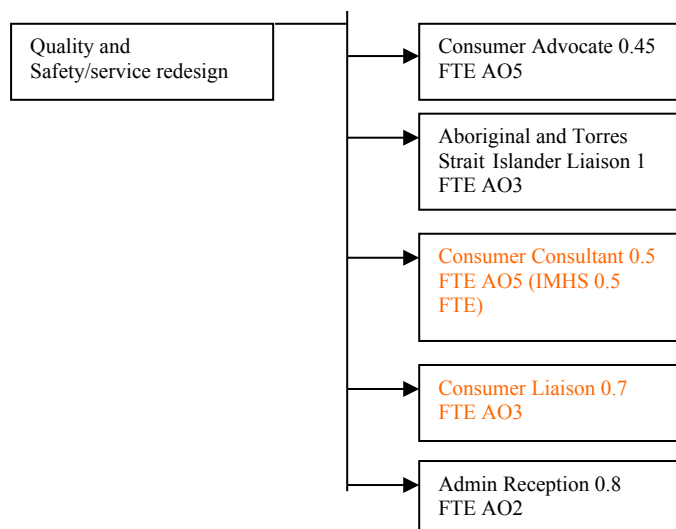 Quality and
Safety/service redesign
Consumer Advocate 0.45
FTE AO5
Aboriginal and Torres
Strait Islander Liaison 1
FTE AO3
Consumer Consultant 0.5
FTE AO5 (IMHS 0.5
FTE)
Consumer Liaison 0.7
FTE AO3
Admin Reception 0.8
FTE AO2